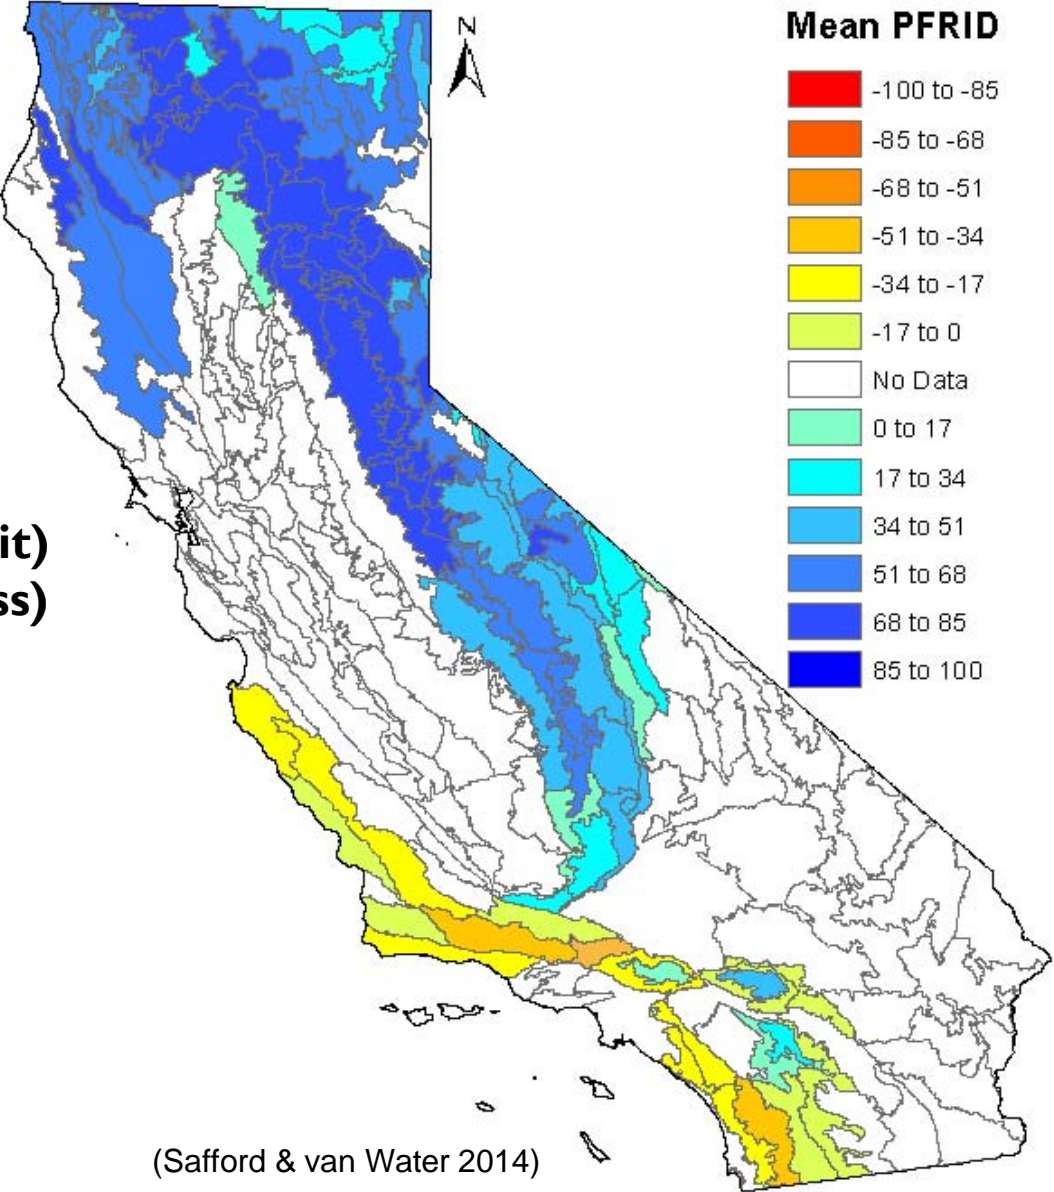 Mean PFRID
N
-100 to -85
-85 to -68
-68 to -51
-51 to -34
-34 to -17
-17 to 0
No Data
0 to 17
17 to 34
34 to 51
51 to 68
68 to 85
85 to 100
it)
ss)
(Safford & van Water 2014)